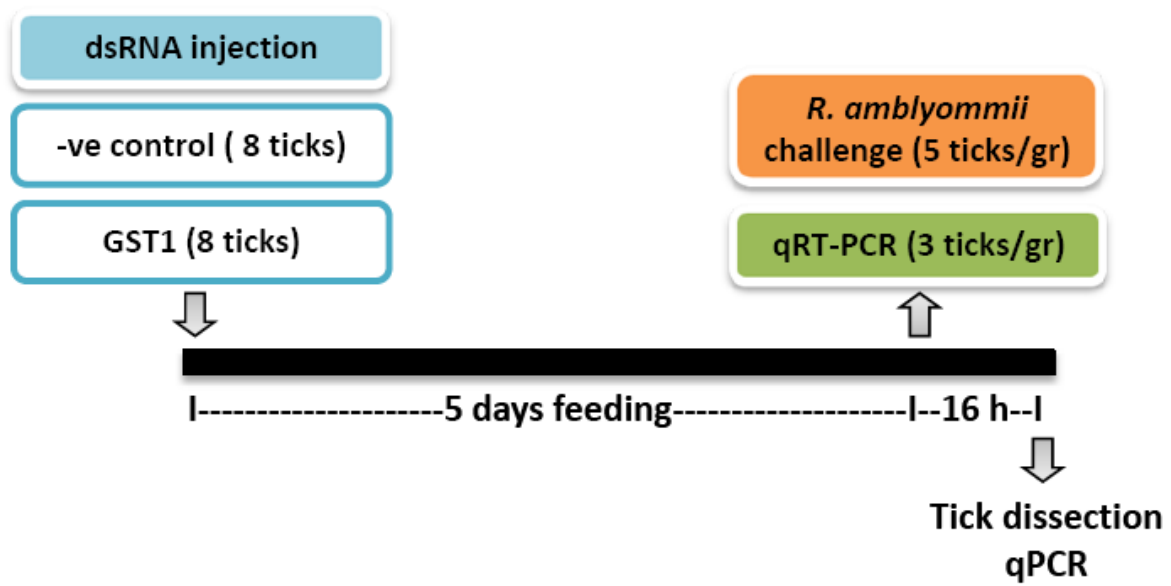 dsRNA injection
-ve control ( 8 ticks)
GST1 (8 ticks)
R. amblyommii
challenge (5 ticks/gr)
qRT-PCR (3 ticks/gr)
I---------------------5 days feeding------------------I--16 h--I
Tick dissection
qPCR